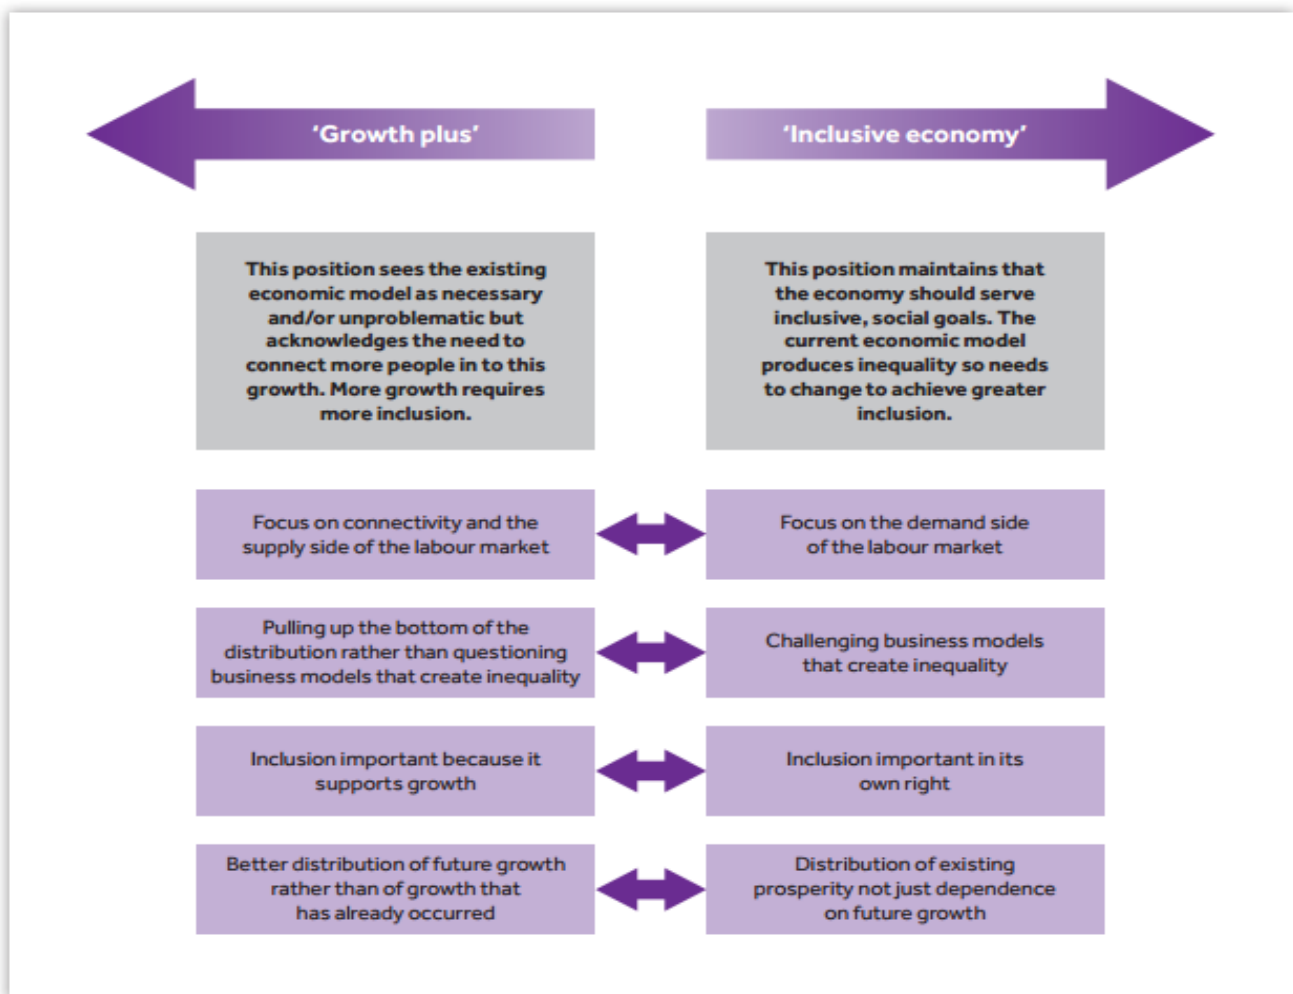 ‘Growth plus’
‘Inclusive economy’
This position sees the existing
economic model as necessary
and/or unproblematic but
acknowledges the need to
connect more people in to this
growth. More growth requires
more inclusion.
This position maintains that
the economy should serve
inclusive, social goals. The
current economic model
produces inequality so needs
to change to achieve greater
inclusion.
Focus on connectivity and the
supply side of the labour market
Focus on the demand side
of the labour market
Pulling up the bottom of the
distribution rather than questioning
business models that create inequality
Challenging business models
that create inequality
Inclusion important because it
supports growth
Inclusion important in its
own right
Better distribution of future growth
rather than of growth that
has already occurred
Distribution of existing
prosperity not just dependence
on future growth